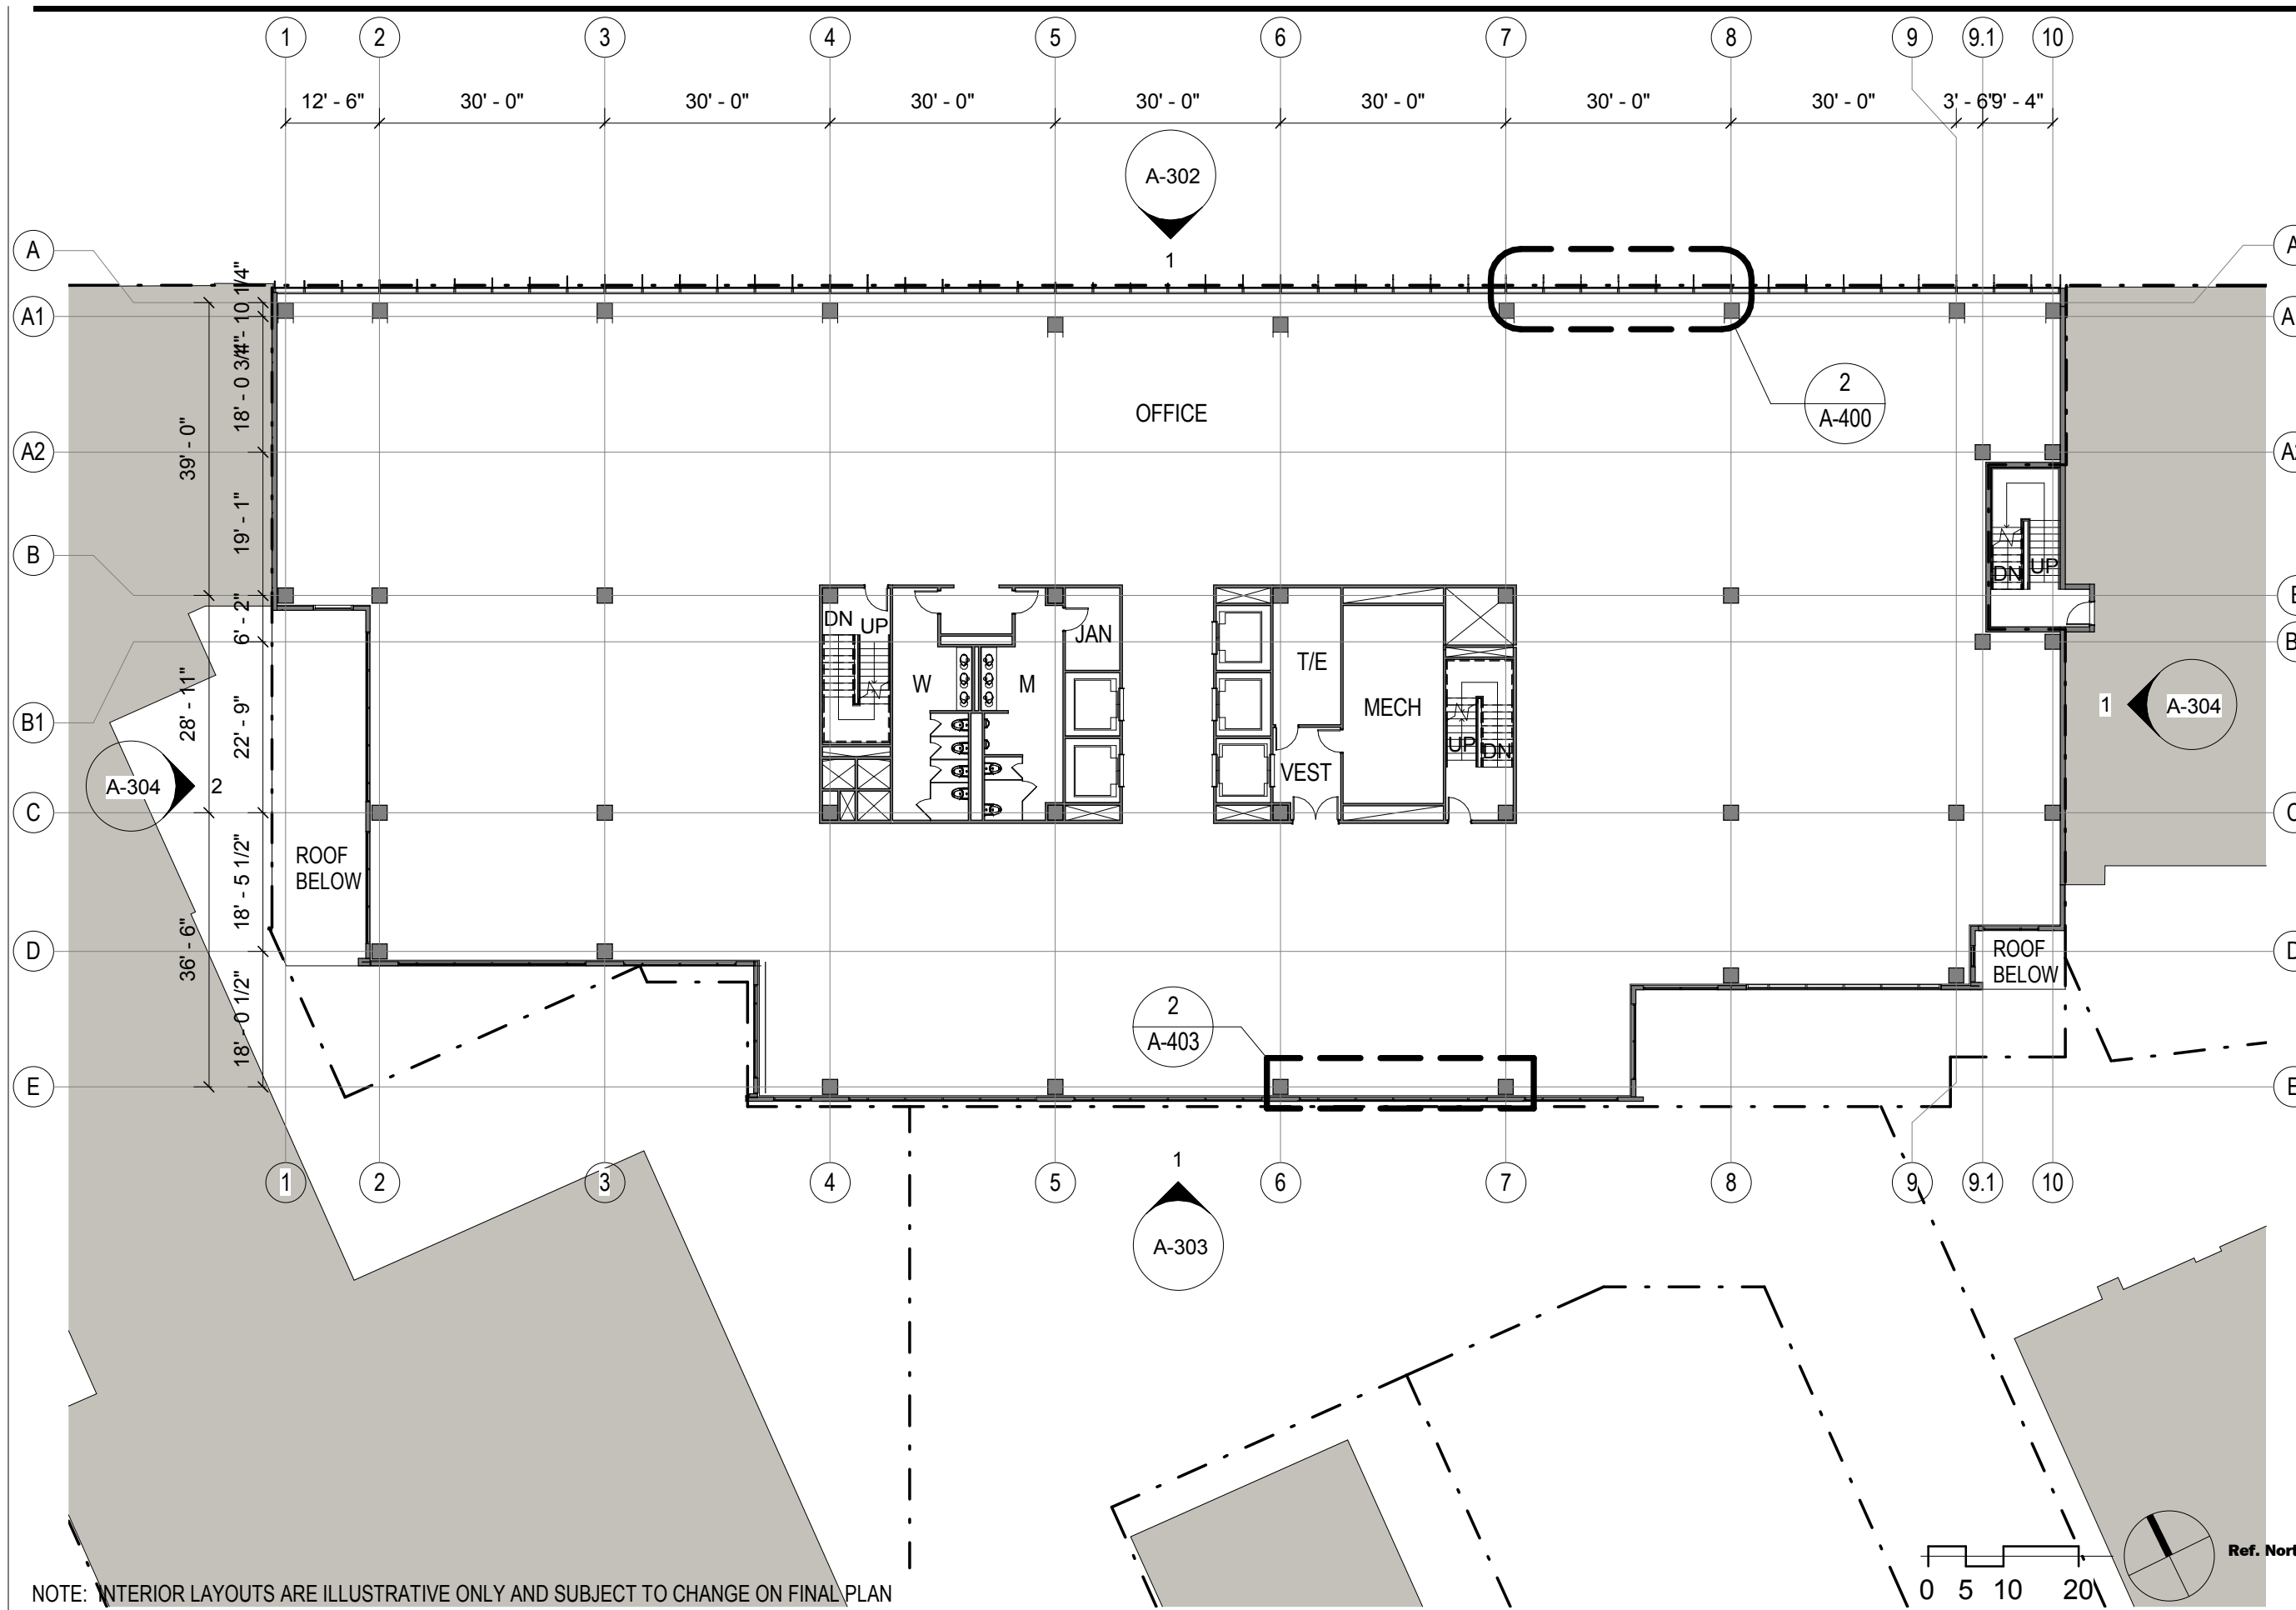 1 2 3 4 5 6 7 8 9 9.1 10
12' - 6" 30' - 0" 30' - 0" 30' - 0" 30' - 0" 30' - 0" 30' - 0" 30' - 0" 3' - 6" 9' - 4"
A-302
1
A
A1
A2
B
B1
C
D
E
1' - 10 1/4"
18' - 0 3/4"
39' - 0"
19' - 1"
6' - 2"
28' - 11"
22' - 9"
18' - 5 1/2"
36' - 6"
18' - 0 1/2"
OFFICE
2
A-400
DN UP
DN UP
JAN
W M
T/E
MECH
VEST
UP DN
1 A-304
A-304 2
ROOF
BELOW
ROOF
BELOW
2
A-403
1
A-303
1 2 3 4 5 6 7 8 9 9.1 10
A
D
E
0 5 10 20
NOTE: INTERIOR LAYOUTS ARE ILLUSTRATIVE ONLY AND SUBJECT TO CHANGE ON FINAL PLAN
Ref. Nort